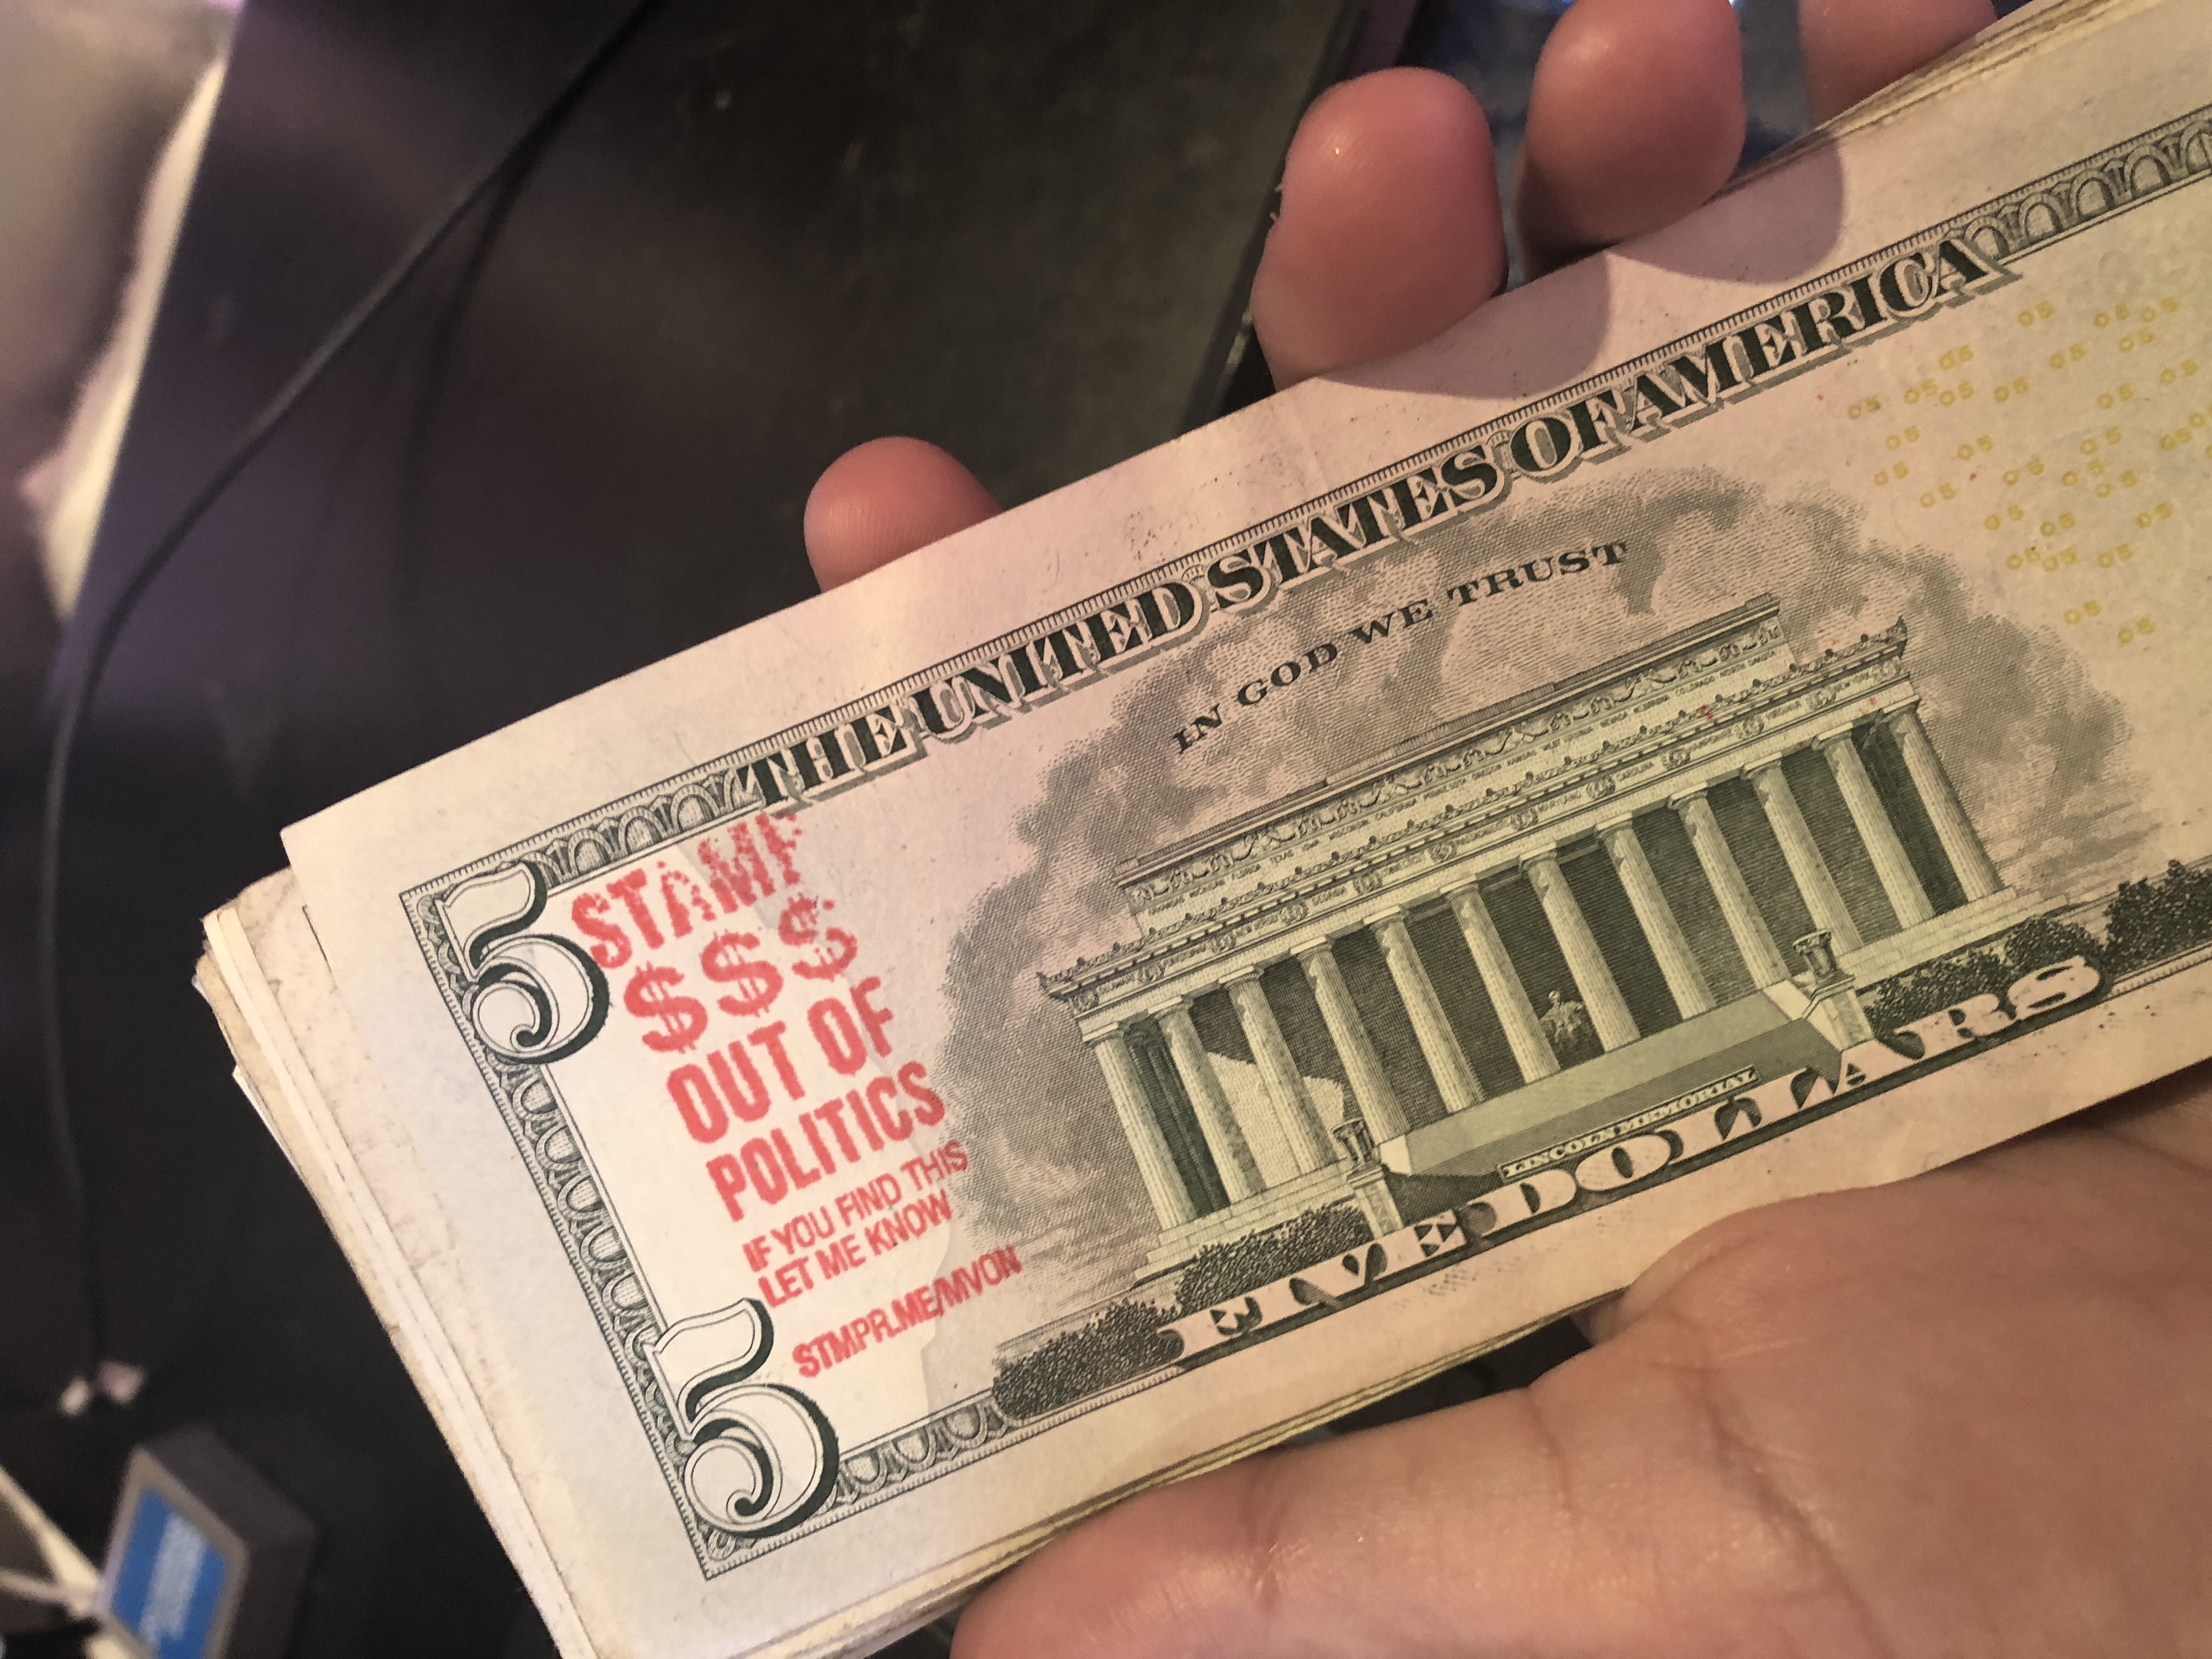 THE UNITED STATES OF AMERICA
IN GOD WE TRUST
5
STAMP
$$$
OUT OF
POLITICS
IF YOU FIND THIS
LET ME KNOW
STMPR.ME/MVON
5
LINCOLN MEMORIAL
FIVE DOLLARS